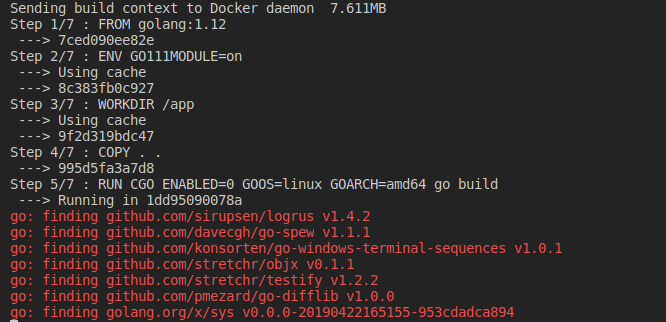 Sending build context to Docker daemon  7.611MB
Step 1/7 : FROM golang:1.12
 ---> 7ced090ee82e
Step 2/7 : ENV GO111MODULE=on
 ---> Using cache
 ---> 8c383fb0c927
Step 3/7 : WORKDIR /app
 ---> Using cache
 ---> 9f2d319bdc47
Step 4/7 : COPY . .
 ---> 995d5fa3a7d8
Step 5/7 : RUN CGO ENABLED=0 GOOS=linux GOARCH=amd64 go build
 ---> Running in 1dd95090078a
go: finding github.com/sirupsen/logrus v1.4.2
go: finding github.com/davecgh/go-spew v1.1.1
go: finding github.com/konsorten/go-windows-terminal-sequences v1.0.1
go: finding github.com/stretchr/objx v0.1.1
go: finding github.com/stretchr/testify v1.2.2
go: finding github.com/pmezard/go-difflib v1.0.0
go: finding golang.org/x/sys v0.0.0-20190422165155-953cdadca894